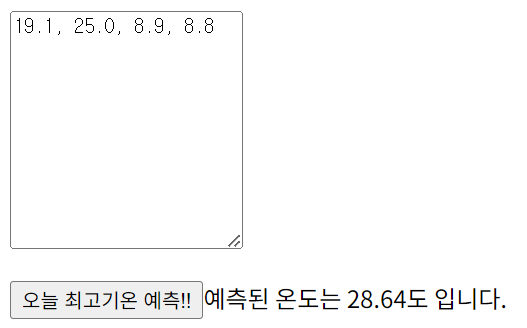 19.1, 25.0, 8.9, 8.8
오늘 최고기온 예측!! 예측된 온도는 28.64도 입니다.